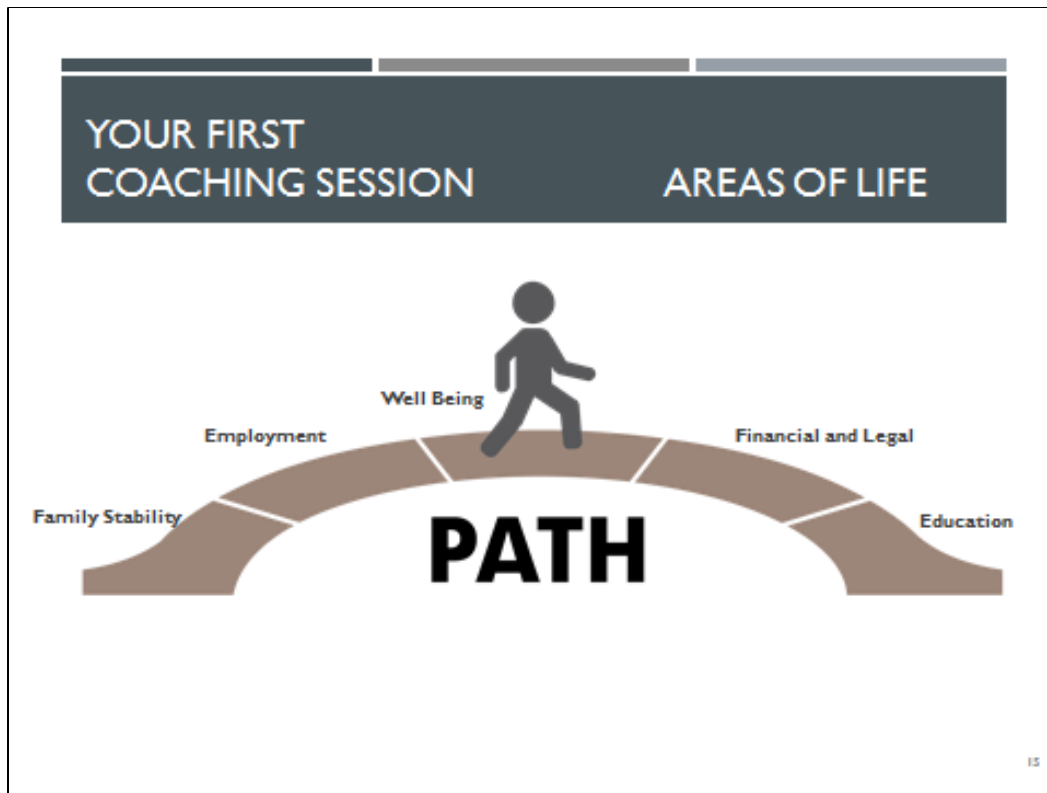 YOUR FIRST
COACHING SESSION AREAS OF LIFE
Well Being
Employment
Financial and Legal
Family Stability
Education
PATH
15